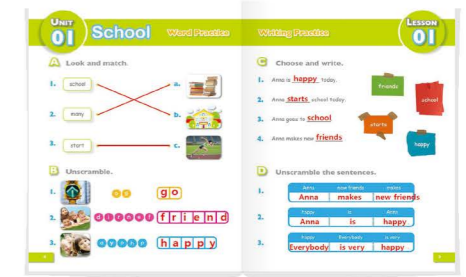 UNIT
01
School
Word Practice
A Look and match.
1. school
a.
2. many
b.
3. start
c.
B Unscramble.
1.
g o
2.
f r i e n d
3.
h a p p y
Writing Practice
LESSON
01
C Choose and write.
1. Anna is happy today.
2. Anna starts school today.
3. Anna goes to school
4. Anna makes new friends
friends
school
starts
happy
D Unscramble the sentences.
1.
Anna new friends makes
Anna makes new friends
2.
happy is Anna
Anna is happy
3.
happy Everybody is very
Everybody is very happy